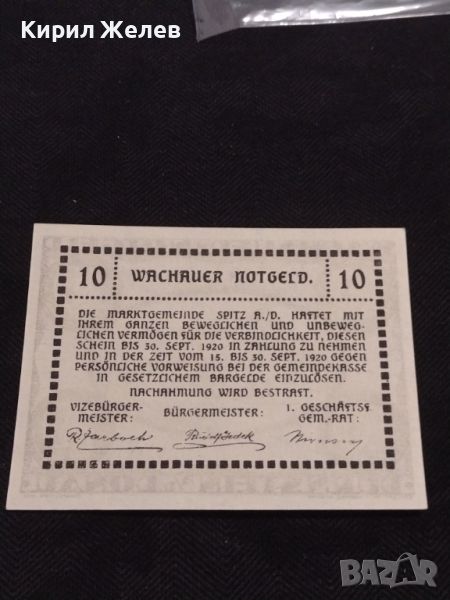 Кирил Желев
10 WACHAUER NOTGELD. 10
DIE MARKTGEMEINDE SPITZ A./D. HAFTET MIT
IHREM GANZEN BEWEGLICHEN UND UNBEWEG-
LICHEN VERMÖGEN FÜR DIE VERBINDLICHKEIT, DIESEN
SCHEIN BIS 30. SEPT. 1920 IN ZAHLUNG ZU NEHMEN
UND IN DER ZEIT VOM 15. BIS 30. SEPT. 1920 GEGEN
PERSÖNLICHE VORWEISUNG BEI DER GEMEINDEKASSE
IN GESETZLICHEM BARGELDE EINZULÖSEN.
NACHAHMUNG WIRD BESTRAFT.
VIZEBÜRGER- MEISTER: BÜRGERMEISTER: 1. GESCHÄFTSF. GEM.-RAT:
BAZAR